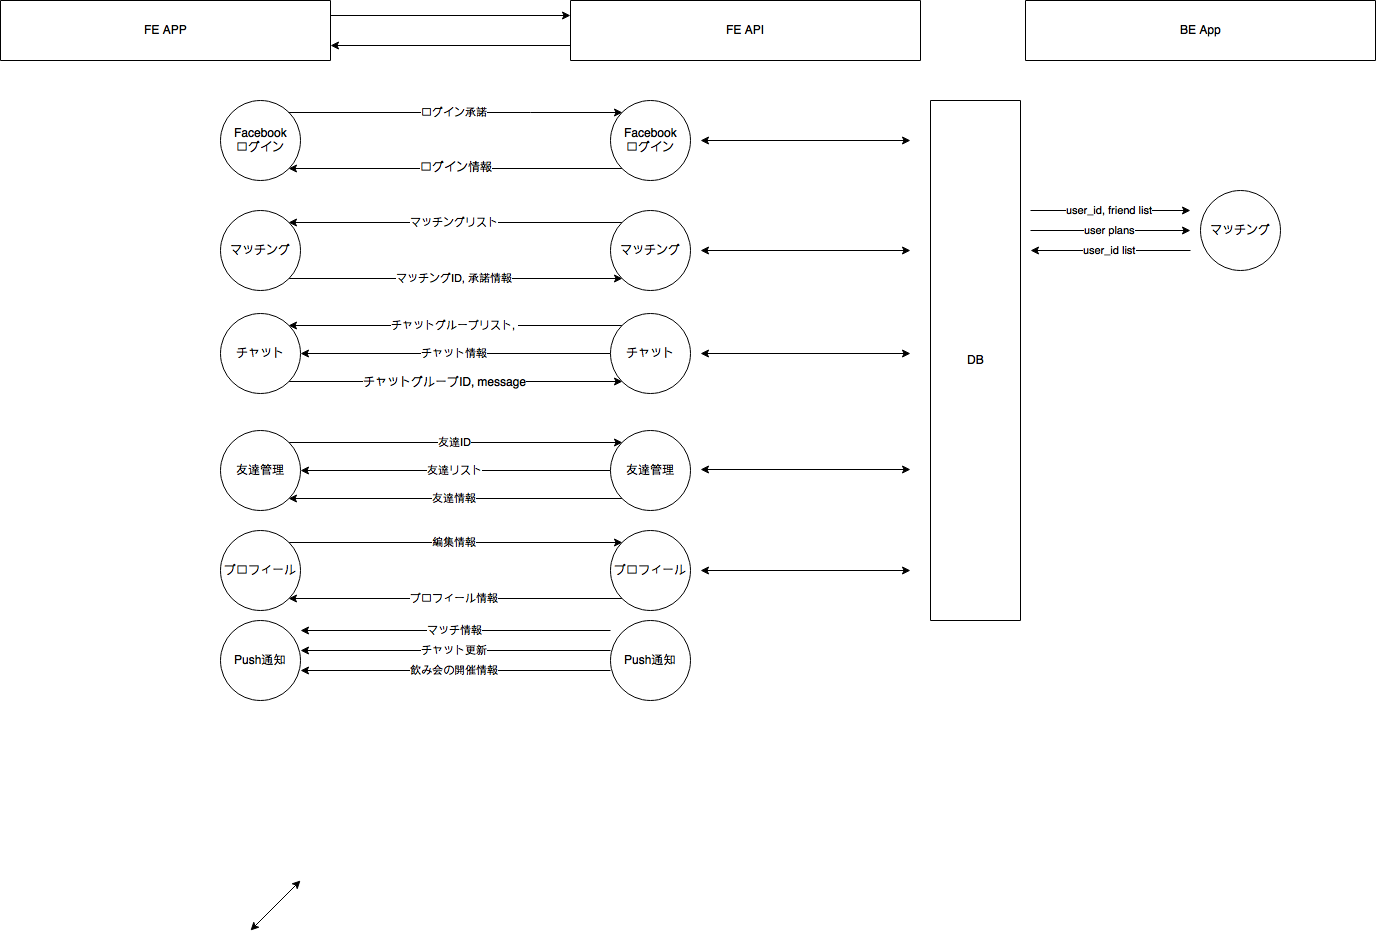 FE APP
FE API
BE App
Facebook
ログイン
ログイン承諾
ログイン情報
Facebook
ログイン
マッチング
マッチングリスト
マッチングID, 承諾情報
マッチング
user_id, friend list
user plans
user_id list
マッチング
チャット
チャットグループリスト,
チャット情報
チャットグループID, message
チャット
DB
友達管理
友達ID
友達リスト
友達情報
友達管理
プロフィール
編集情報
プロフィール情報
プロフィール
Push通知
マッチ情報
チャット更新
飲み会の開催情報
Push通知